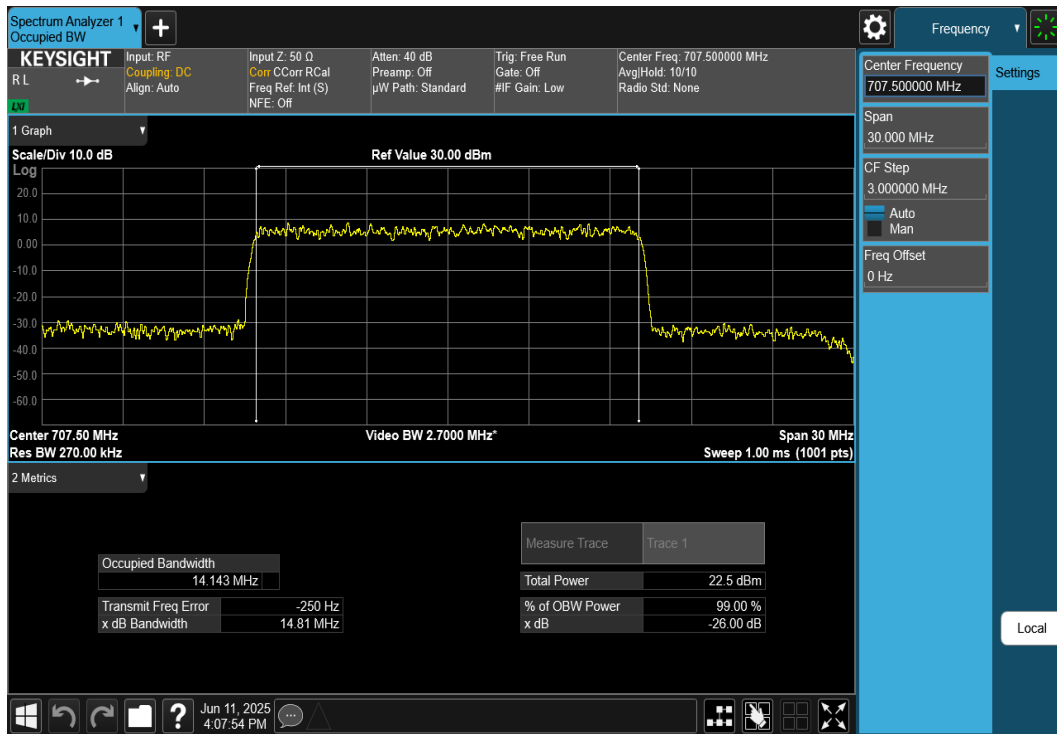 Spectrum Analyzer 1
Occupied BW
Frequency
KEYSIGHT
R L
LXI
Input: RF
Coupling: DC
Align: Auto
Input Z: 50 Ω
Corr CCorr RCal
Freq Ref: Int (S)
NFE: Off
Atten: 40 dB
Preamp: Off
µW Path: Standard
Trig: Free Run
Gate: Off
#IF Gain: Low
Center Freq: 707.500000 MHz
Avg|Hold: 10/10
Radio Std: None
1 Graph
Scale/Div 10.0 dB
Ref Value 30.00 dBm
Log
20.0
10.0
0.00
-10.0
-20.0
-30.0
-40.0
-50.0
-60.0
Center 707.50 MHz
Video BW 2.7000 MHz*
Span 30 MHz
Res BW 270.00 kHz
Sweep 1.00 ms (1001 pts)
2 Metrics
Measure Trace
Trace 1
Occupied Bandwidth
14.143 MHz
Total Power
22.5 dBm
Transmit Freq Error
-250 Hz
% of OBW Power
99.00 %
x dB Bandwidth
14.81 MHz
x dB
-26.00 dB
Center Frequency
707.500000 MHz
Settings
Span
30.000 MHz
CF Step
3.000000 MHz
Auto
Man
Freq Offset
0 Hz
Local
?
Jun 11, 2025
4:07:54 PM